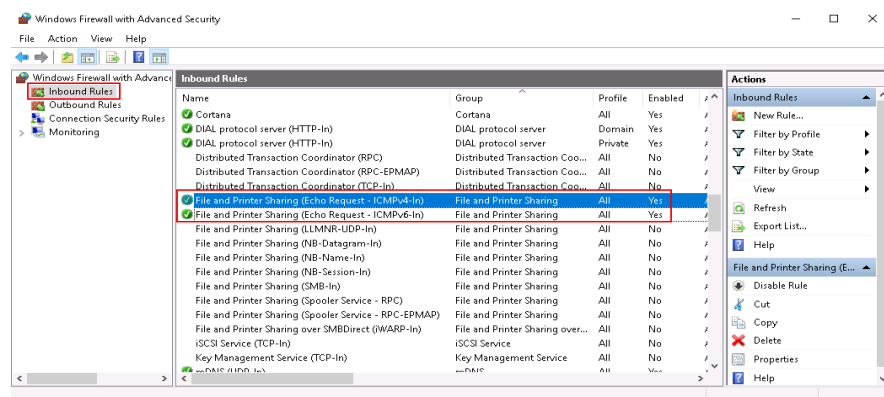 Windows Firewall with Advanced Security
File Action View Help
Windows Firewall with Advance
Inbound Rules
Outbound Rules
Connection Security Rules
Monitoring
Inbound Rules
Name Group Profile Enabled
Cortana Cortana All Yes
DIAL protocol server (HTTP-In) DIAL protocol server Domain Yes
DIAL protocol server (HTTP-In) DIAL protocol server Private Yes
Distributed Transaction Coordinator (RPC) Distributed Transaction Coo... All No
Distributed Transaction Coordinator (RPC-EPMAP) Distributed Transaction Coo... All No
Distributed Transaction Coordinator (TCP-In) Distributed Transaction Coo... All No
File and Printer Sharing (Echo Request - ICMPv4-In) File and Printer Sharing All Yes
File and Printer Sharing (Echo Request - ICMPv6-In) File and Printer Sharing All Yes
File and Printer Sharing (LLMNR-UDP-In) File and Printer Sharing All No
File and Printer Sharing (NB-Datagram-In) File and Printer Sharing All No
File and Printer Sharing (NB-Name-In) File and Printer Sharing All No
File and Printer Sharing (NB-Session-In) File and Printer Sharing All No
File and Printer Sharing (SMB-In) File and Printer Sharing All No
File and Printer Sharing (Spooler Service - RPC) File and Printer Sharing All No
File and Printer Sharing (Spooler Service - RPC-EPMAP) File and Printer Sharing All No
File and Printer Sharing over SMBDirect (iWARP-In) File and Printer Sharing over... All No
iSCSI Service (TCP-In) iSCSI Service All No
Key Management Service (TCP-In) Key Management Service All No
mDNS (UDP-In) mDNS All Yes
Actions
Inbound Rules
New Rule...
Filter by Profile
Filter by State
Filter by Group
View
Refresh
Export List...
Help
File and Printer Sharing (E...
Disable Rule
Cut
Copy
Delete
Properties
Help